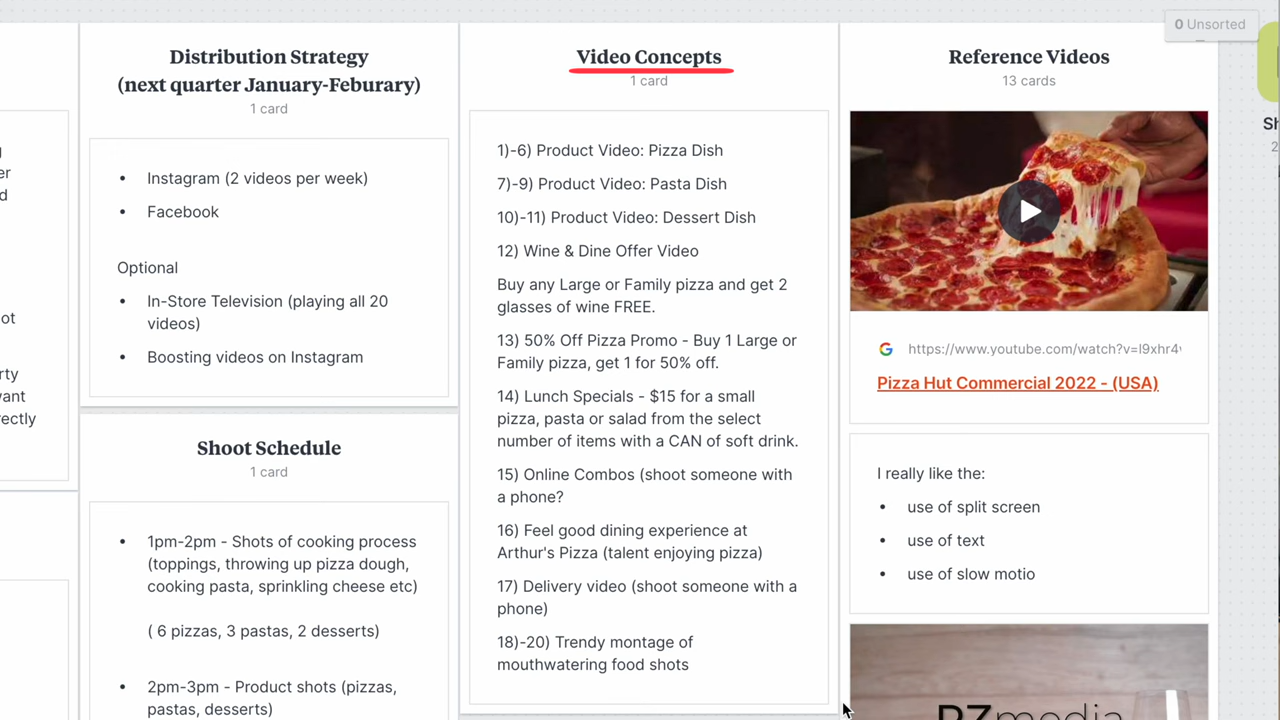 0 Unsorted
Distribution Strategy
(next quarter January-Feburary)
1 card
Instagram (2 videos per week)
Facebook
Optional
In-Store Television (playing all 20
videos)
Boosting videos on Instagram
Shoot Schedule
1 card
1pm-2pm - Shots of cooking process
(toppings, throwing up pizza dough,
cooking pasta, sprinkling cheese etc)
( 6 pizzas, 3 pastas, 2 desserts)
2pm-3pm - Product shots (pizzas,
pastas, desserts)
Video Concepts
1 card
1)-6) Product Video: Pizza Dish
7)-9) Product Video: Pasta Dish
10)-11) Product Video: Dessert Dish
12) Wine & Dine Offer Video
Buy any Large or Family pizza and get 2
glasses of wine FREE.
13) 50% Off Pizza Promo - Buy 1 Large or
Family pizza, get 1 for 50% off.
14) Lunch Specials - $15 for a small
pizza, pasta or salad from the select
number of items with a CAN of soft drink.
15) Online Combos (shoot someone with
a phone?
16) Feel good dining experience at
Arthur's Pizza (talent enjoying pizza)
17) Delivery video (shoot someone with a
phone)
18)-20) Trendy montage of
mouthwatering food shots
Reference Videos
13 cards
https://www.youtube.com/watch?v=I9xhr4
Pizza Hut Commercial 2022 - (USA)
I really like the:
use of split screen
use of text
use of slow motio